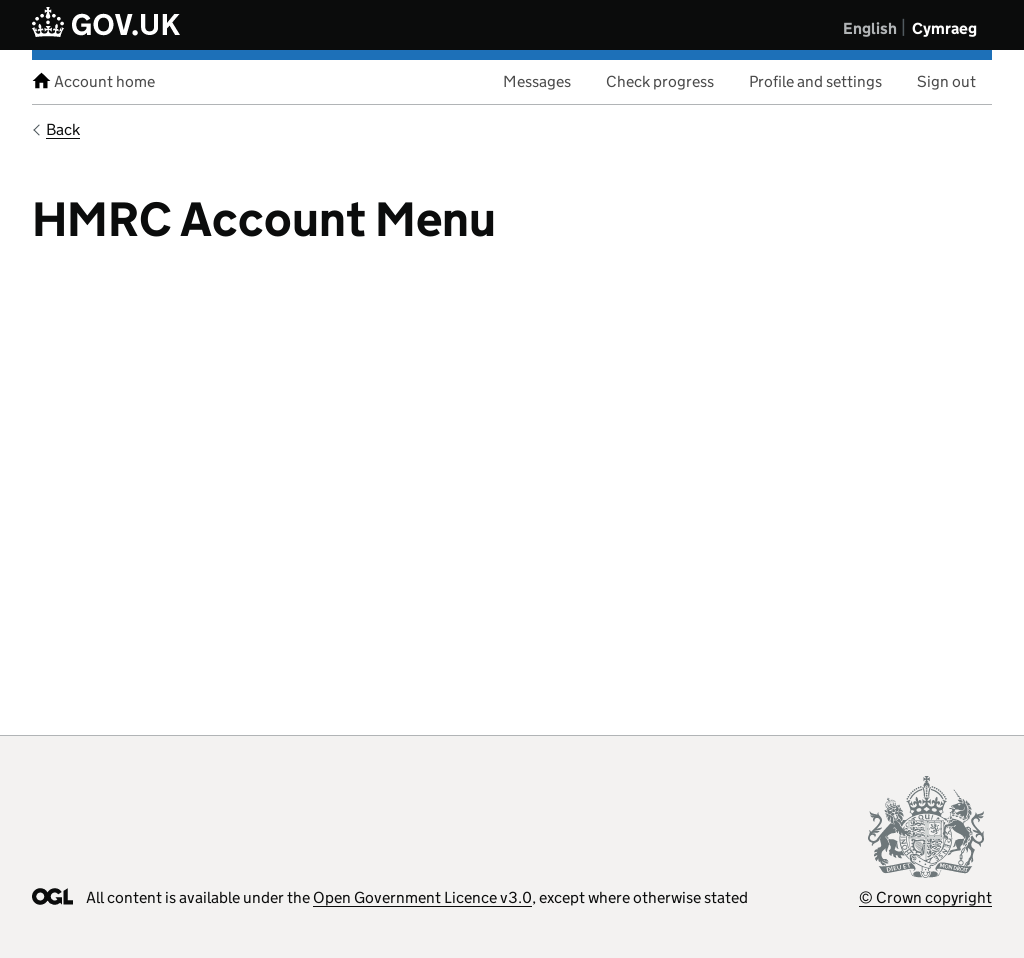 GOV.UK
English
Cymraeg
Account home
Messages
Check progress
Profile and settings
Sign out
Back
HMRC Account Menu
OGL
All content is available under the Open Government Licence v3.0, except where otherwise stated
© Crown copyright